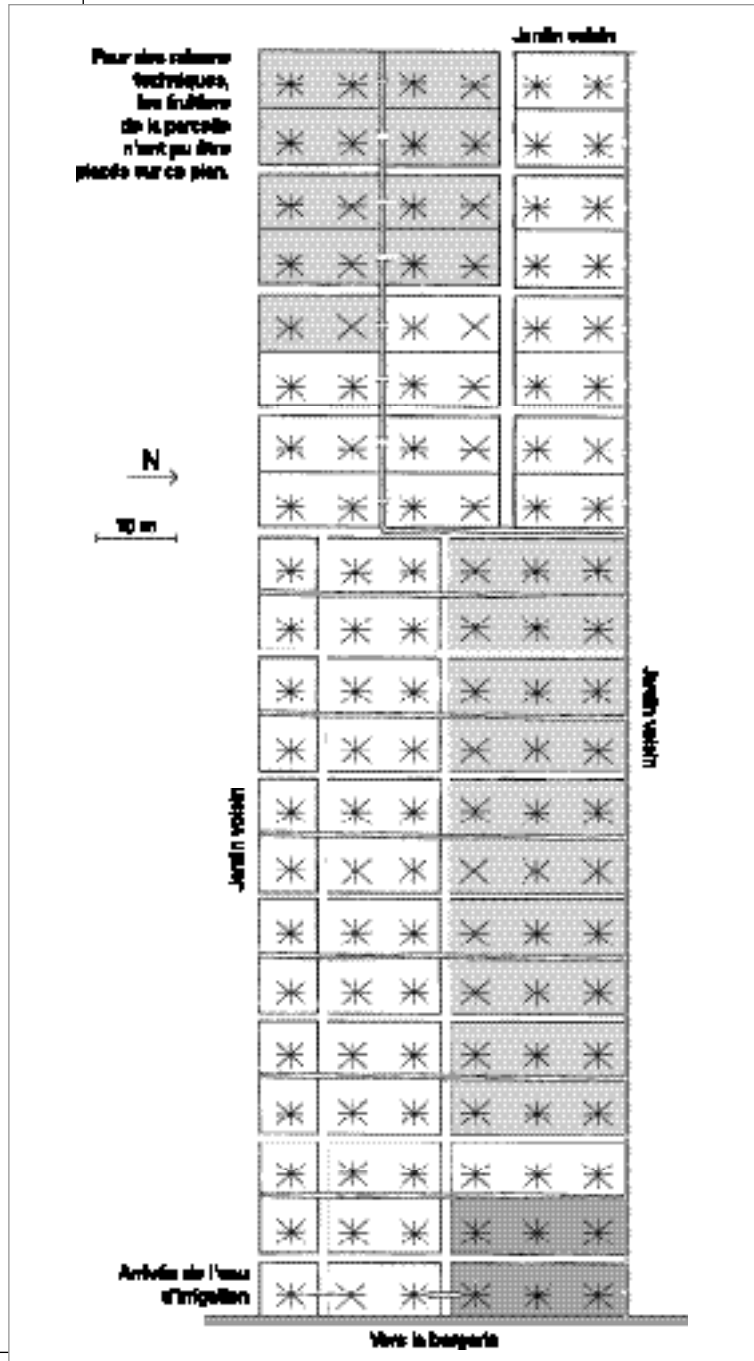 Jardin voisin
Pour des raisons
techniques,
les fruitiers
de la parcelle
n'ont pu être
placés sur ce plan.
N
10 m
Jardin voisin
Jardin voisin
Arrivée de l'eau
d'irrigation
Vers la bergerie